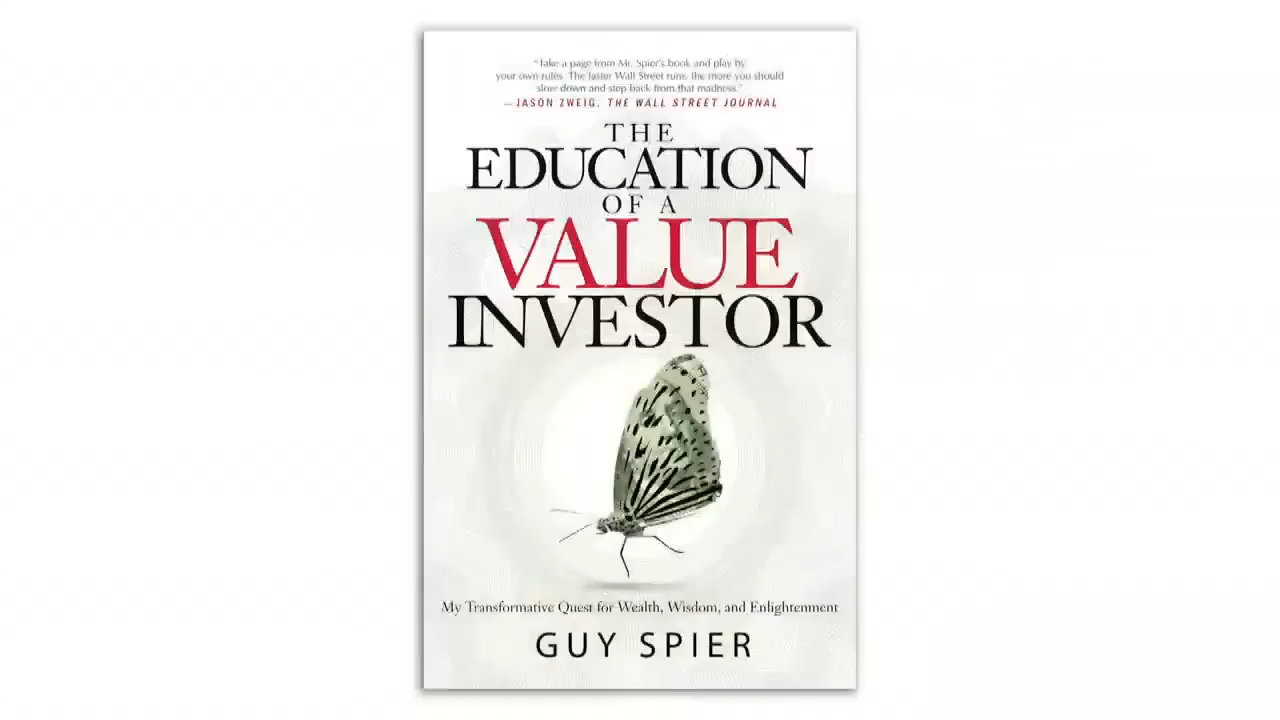 "Take a page from Mr. Spier's book and play by
your own rules. The faster Wall Street runs, the more you should
slow down and step back from that madness."
—JASON ZWEIG, THE WALL STREET JOURNAL
THE
EDUCATION
OF A
VALUE
INVESTOR
My Transformative Quest for Wealth, Wisdom, and Enlightenment
GUY SPIER